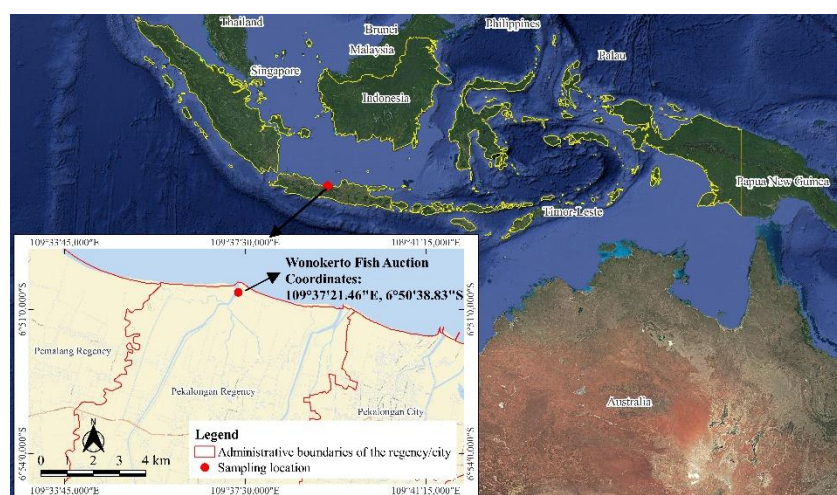 Thailand
Brunei
Philippines
Malaysia
Palau
Singapore
Indonesia
Papua New Guinea
Timor-Leste
Australia
109°33'45,000"E
109°37'30,000"E
109°41'15,000"E
Wonokerto Fish Auction
Coordinates:
109°37'21.46"E, 6°50'38.83"S
6°51'0,000"S
6°51'0,000"S
Pemalang Regency
Pekalongan Regency
Pekalongan City
Legend
Administrative boundaries of the regency/city
Sampling location
0 1 2 3 4 km
6°54'0,000"S
6°54'0,000"S
109°33'45,000"E
109°37'30,000"E
109°41'15,000"E